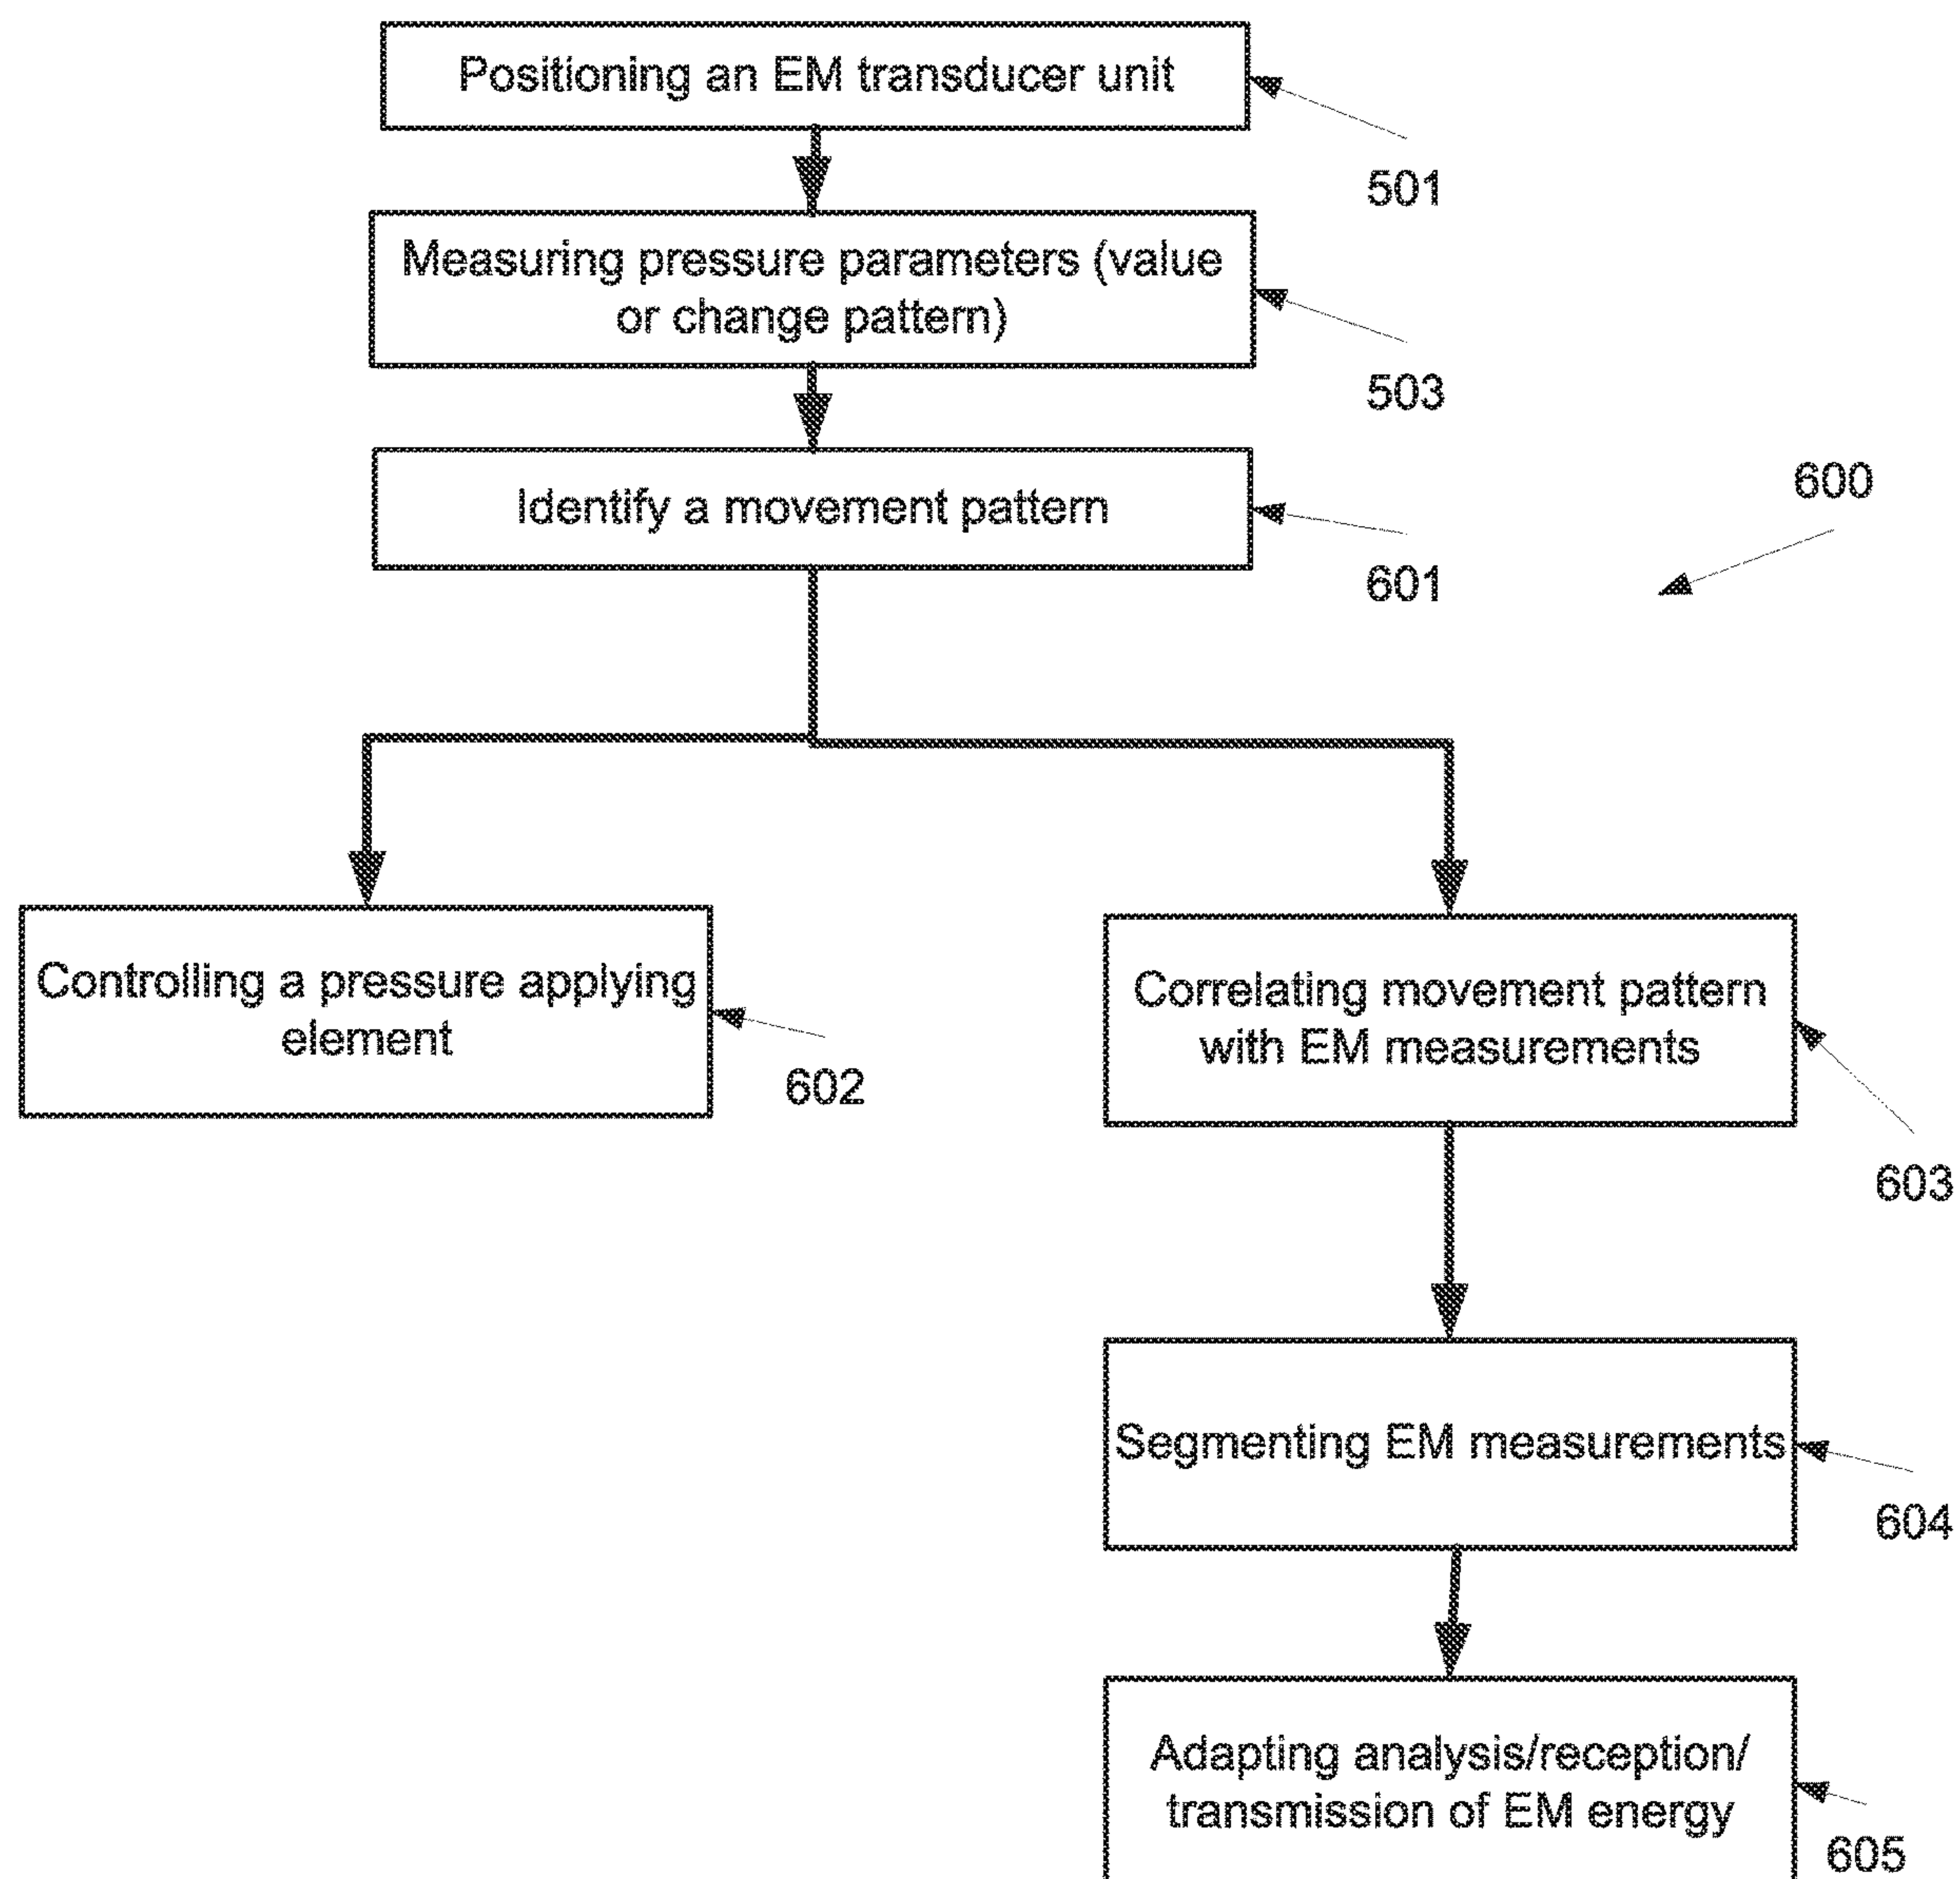 Positioning an EM transducer unit
501
Measuring pressure parameters (value
or change pattern)
503
Identify a movement pattern
601
600
Controlling a pressure applying
element
602
Correlating movement pattern
with EM measurements
603
Segmenting EM measurements
604
Adapting analysis/reception/
transmission of EM energy
605